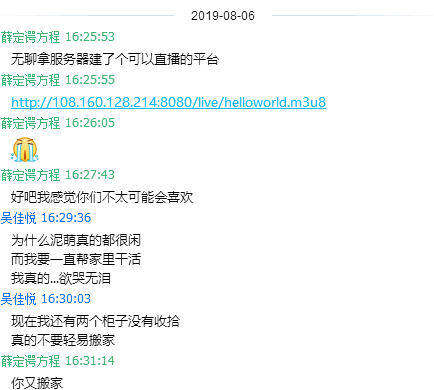 2019-08-06
薛定谔方程 16:25:53
无聊拿服务器建了个可以直播的平台
薛定谔方程 16:25:55
http://108.160.128.214:8080/live/helloworld.m3u8
薛定谔方程 16:26:05
薛定谔方程 16:27:43
好吧我感觉你们不太可能会喜欢
吴佳悦 16:29:36
为什么泥萌真的都很闲
而我要一直帮家里干活
我真的...欲哭无泪
吴佳悦 16:30:03
现在我还有两个柜子没有收拾
真的不要轻易搬家
薛定谔方程 16:31:14
你又搬家